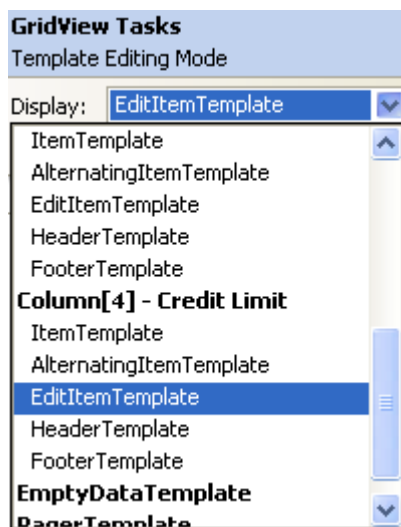 GridView Tasks
Template Editing Mode
Display: EditItemTemplate
ItemTemplate
AlternatingItemTemplate
EditItemTemplate
HeaderTemplate
FooterTemplate
Column[4] - Credit Limit
ItemTemplate
AlternatingItemTemplate
EditItemTemplate
HeaderTemplate
FooterTemplate
EmptyDataTemplate
PagerTemplate